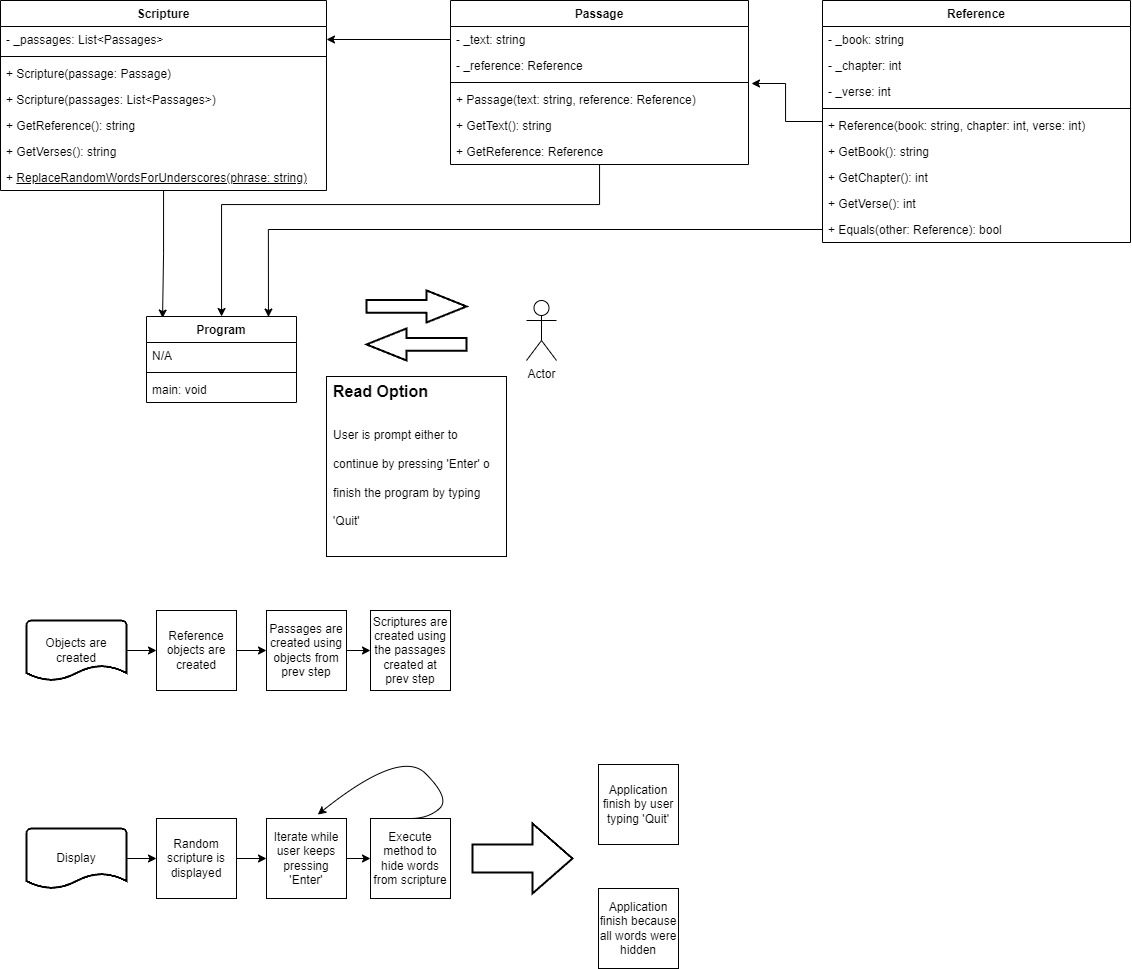 Scripture
- _passages: List<Passages>
+ Scripture(passage: Passage)
+ Scripture(passages: List<Passages>)
+ GetReference(): string
+ GetVerses(): string
+ ReplaceRandomWordsForUnderscores(phrase: string)
Passage
- _text: string
- _reference: Reference
+ Passage(text: string, reference: Reference)
+ GetText(): string
+ GetReference: Reference
Reference
- _book: string
- _chapter: int
- _verse: int
+ Reference(book: string, chapter: int, verse: int)
+ GetBook(): string
+ GetChapter(): int
+ GetVerse(): int
+ Equals(other: Reference): bool
Program
N/A
main: void
Actor
Read Option
User is prompt either to
continue by pressing 'Enter' o
finish the program by typing
'Quit'
Objects are
created
Reference
objects are
created
Passages are
created using
objects from
prev step
Scriptures are
created using
the passages
created at
prev step
Display
Random
scripture is
displayed
Iterate while
user keeps
pressing
'Enter'
Execute
method to
hide words
from scripture
Application
finish by user
typing 'Quit'
Application
finish because
all words were
hidden